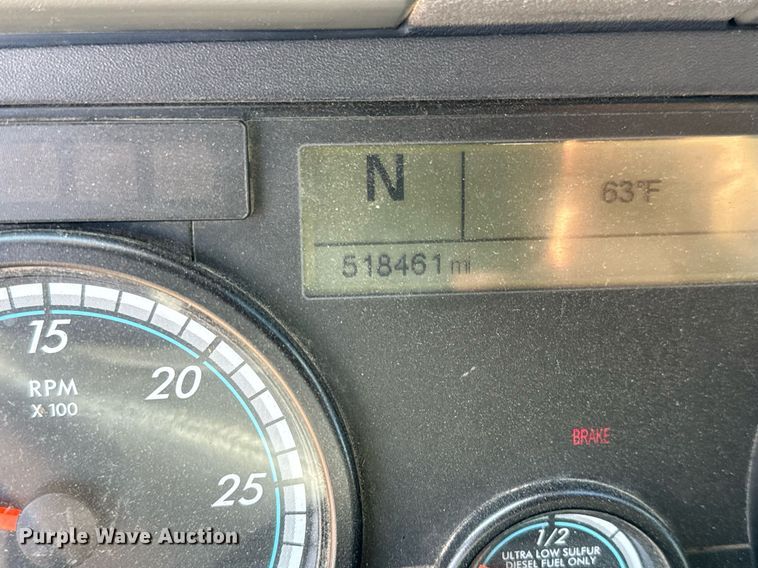 N
63°F
518461 mi
15
RPM
X 100
20
25
BRAKE
1/2
ULTRA LOW SULFUR
DIESEL FUEL ONLY
Purple Wave Auction